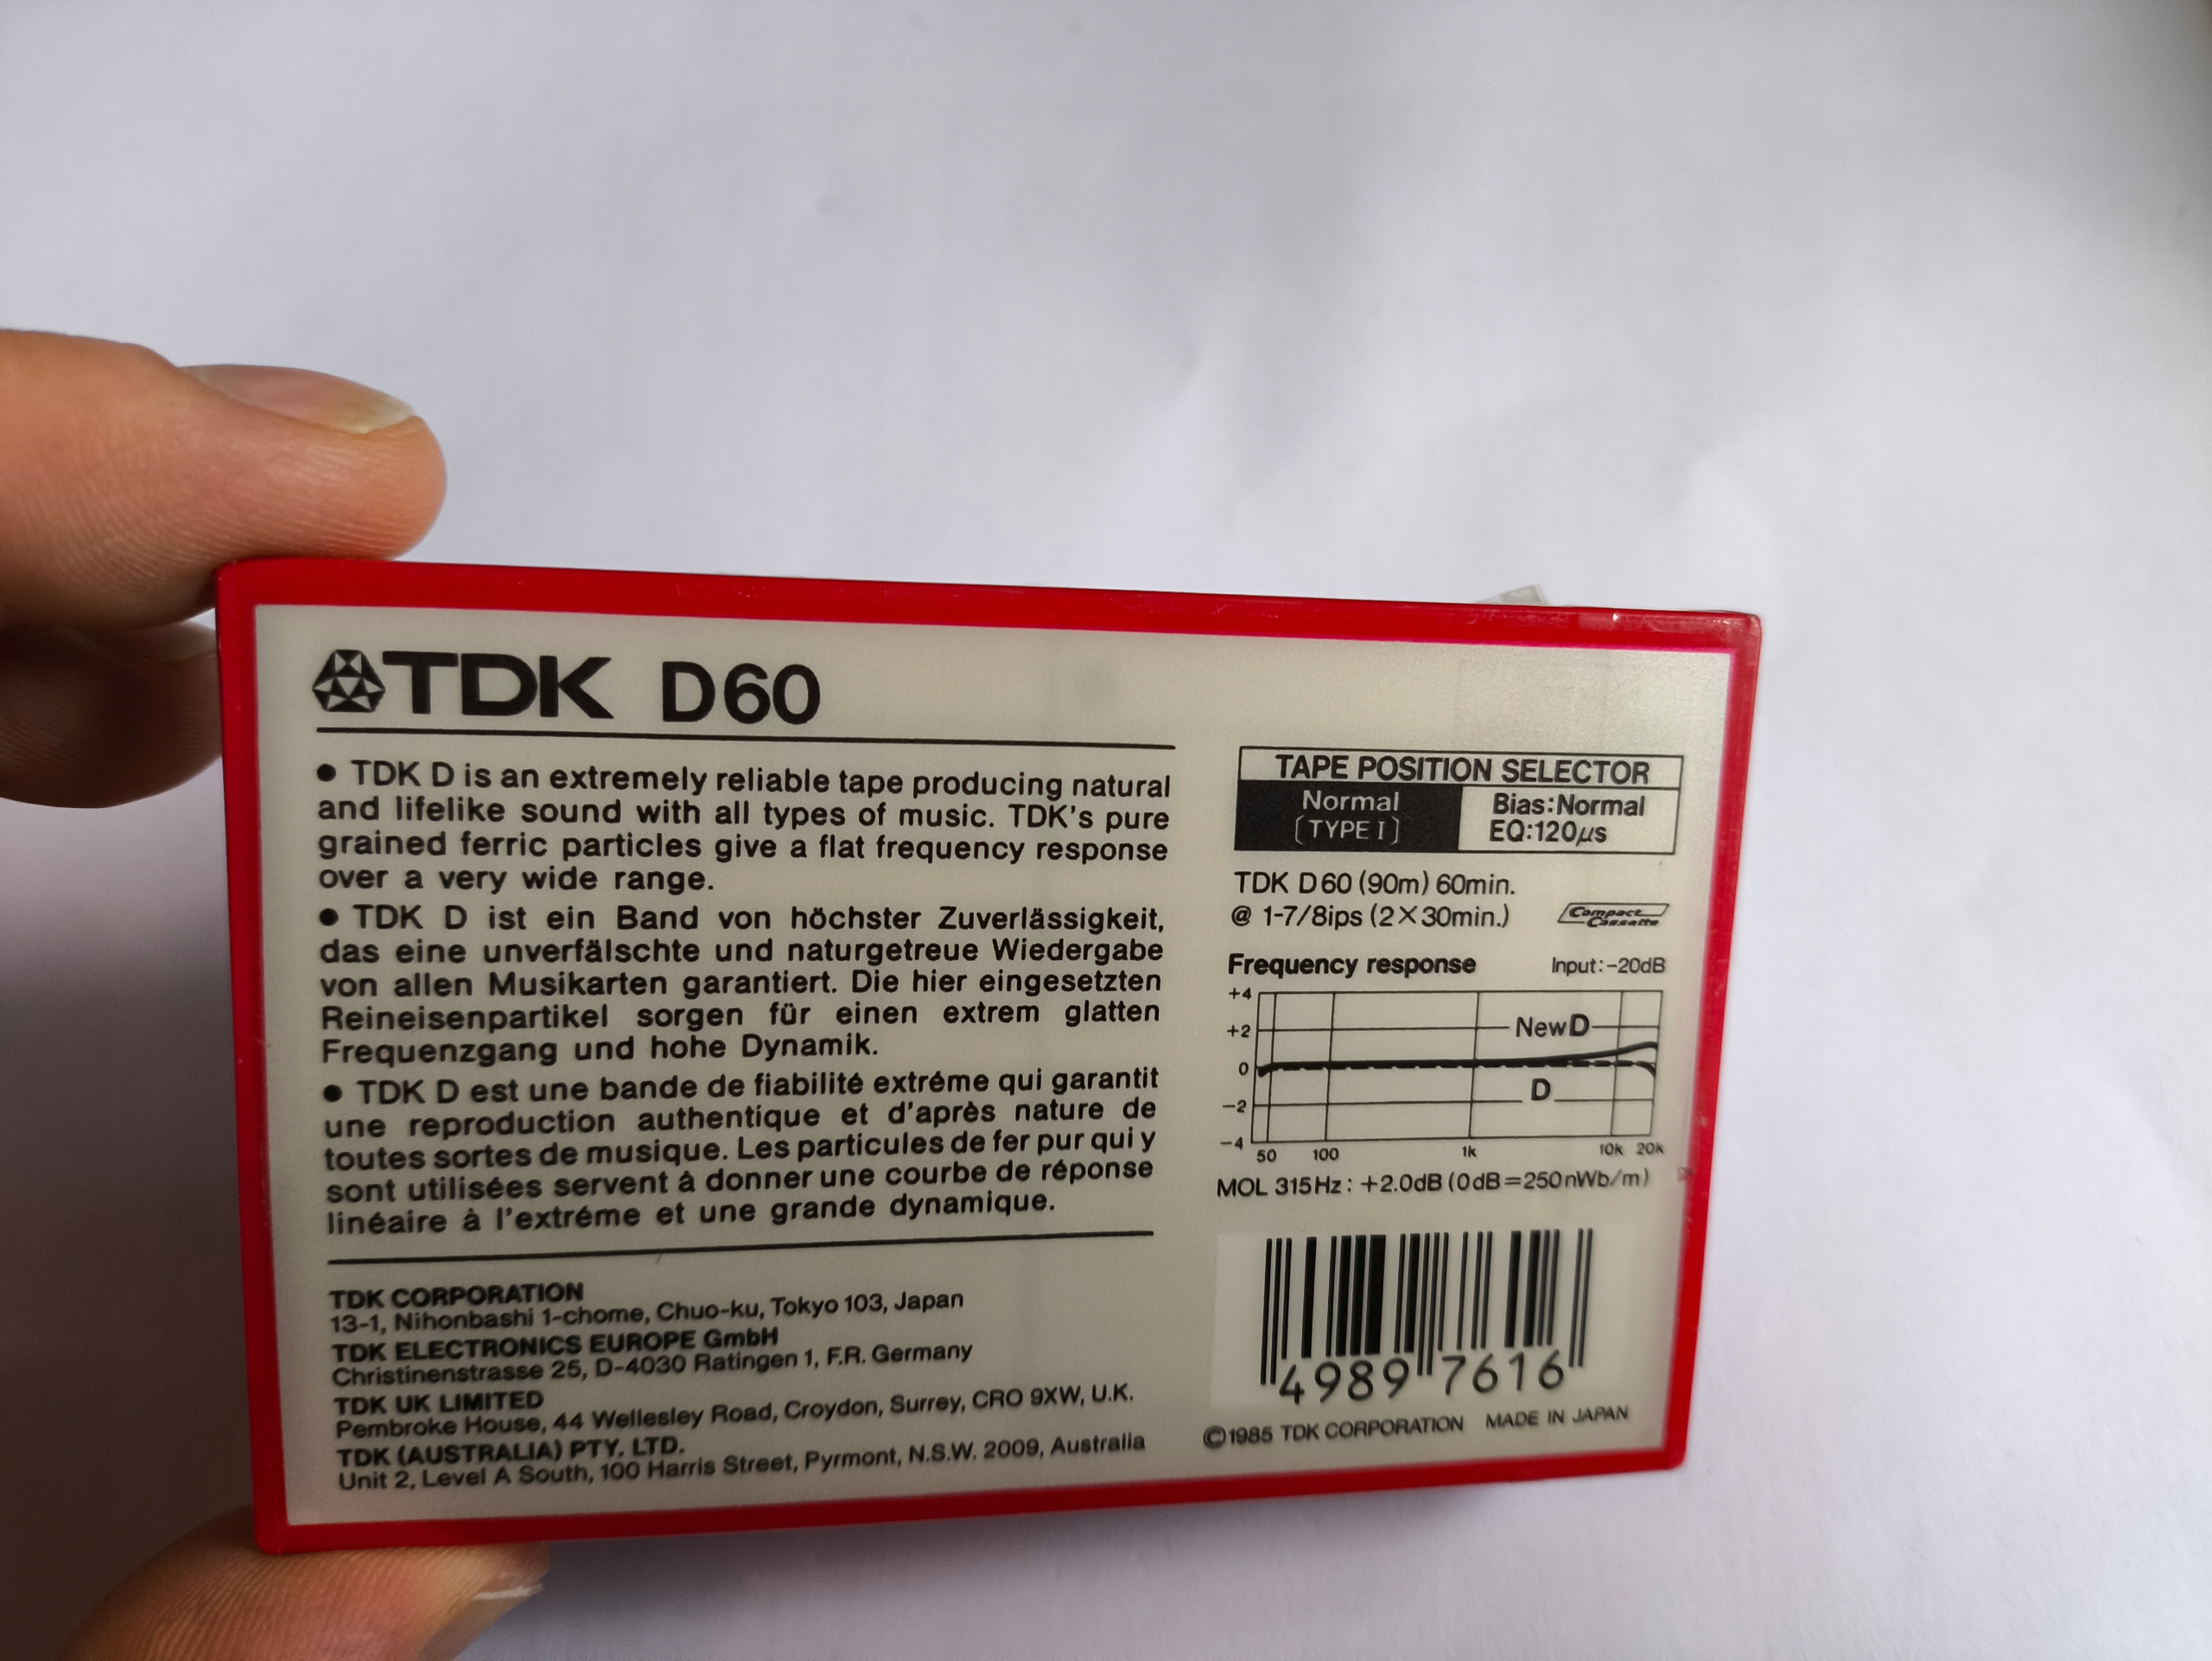 TDK D60
● TDK D is an extremely reliable tape producing natural
and lifelike sound with all types of music. TDK's pure
grained ferric particles give a flat frequency response
over a very wide range.
● TDK D ist ein Band von höchster Zuverlässigkeit,
das eine unverfälschte und naturgetreue Wiedergabe
von allen Musikarten garantiert. Die hier eingesetzten
Reineisenpartikel sorgen für einen extrem glatten
Frequenzgang und hohe Dynamik.
● TDK D est une bande de fiabilité extréme qui garantit
une reproduction authentique et d'après nature de
toutes sortes de musique. Les particules de fer pur qui y
sont utilisées servent à donner une courbe de réponse
linéaire à l'extréme et une grande dynamique.
TDK CORPORATION
13-1, Nihonbashi 1-chome, Chuo-ku, Tokyo 103, Japan
TDK ELECTRONICS EUROPE GmbH
Christinenstrasse 25, D-4030 Ratingen 1, F.R. Germany
TDK UK LIMITED
Pembroke House, 44 Wellesley Road, Croydon, Surrey, CRO 9XW, U.K.
TDK (AUSTRALIA) PTY. LTD.
Unit 2, Level A South, 100 Harris Street, Pyrmont, N.S.W. 2009, Australia
TAPE POSITION SELECTOR
Normal
[TYPE I]
Bias:Normal
EQ:120μs
TDK D60 (90m) 60min.
@ 1-7/8ips (2×30min.)
Compact
Cassette
Frequency response Input:-20dB
+4
+2
0
-2
-4
New D
D
50 100 1k 10k 20k
MOL 315Hz: +2.0dB (0dB=250nWb/m)
4989 7616
©1985 TDK CORPORATION MADE IN JAPAN